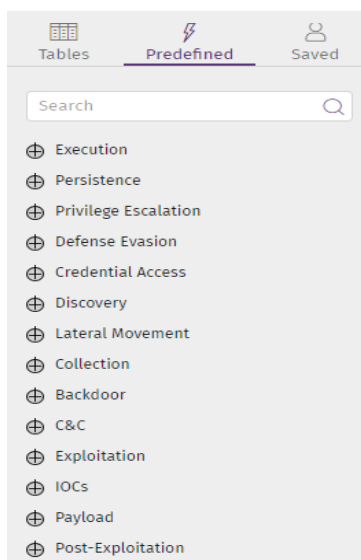 Tables Predefined Saved
Search
Execution
Persistence
Privilege Escalation
Defense Evasion
Credential Access
Discovery
Lateral Movement
Collection
Backdoor
C&C
Exploitation
IOCs
Payload
Post-Exploitation